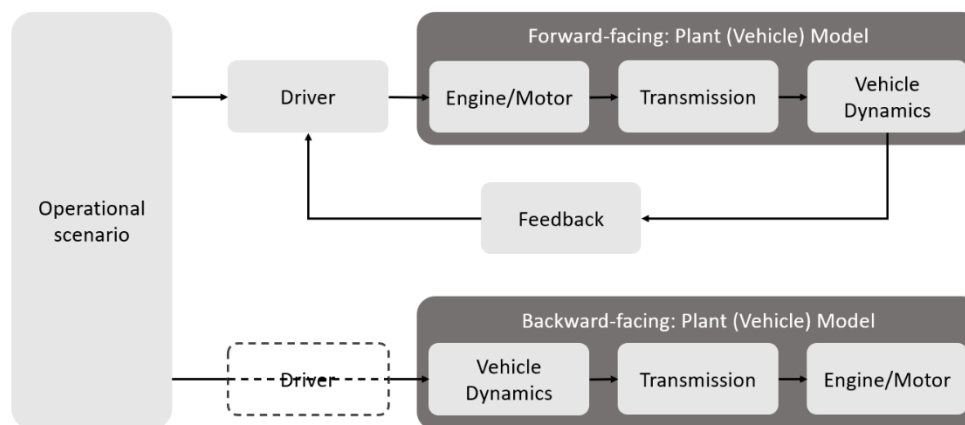 Forward-facing: Plant (Vehicle) Model
Driver
Engine/Motor
Transmission
Vehicle
Dynamics
Operational
scenario
Feedback
Backward-facing: Plant (Vehicle) Model
Driver
Vehicle
Dynamics
Transmission
Engine/Motor